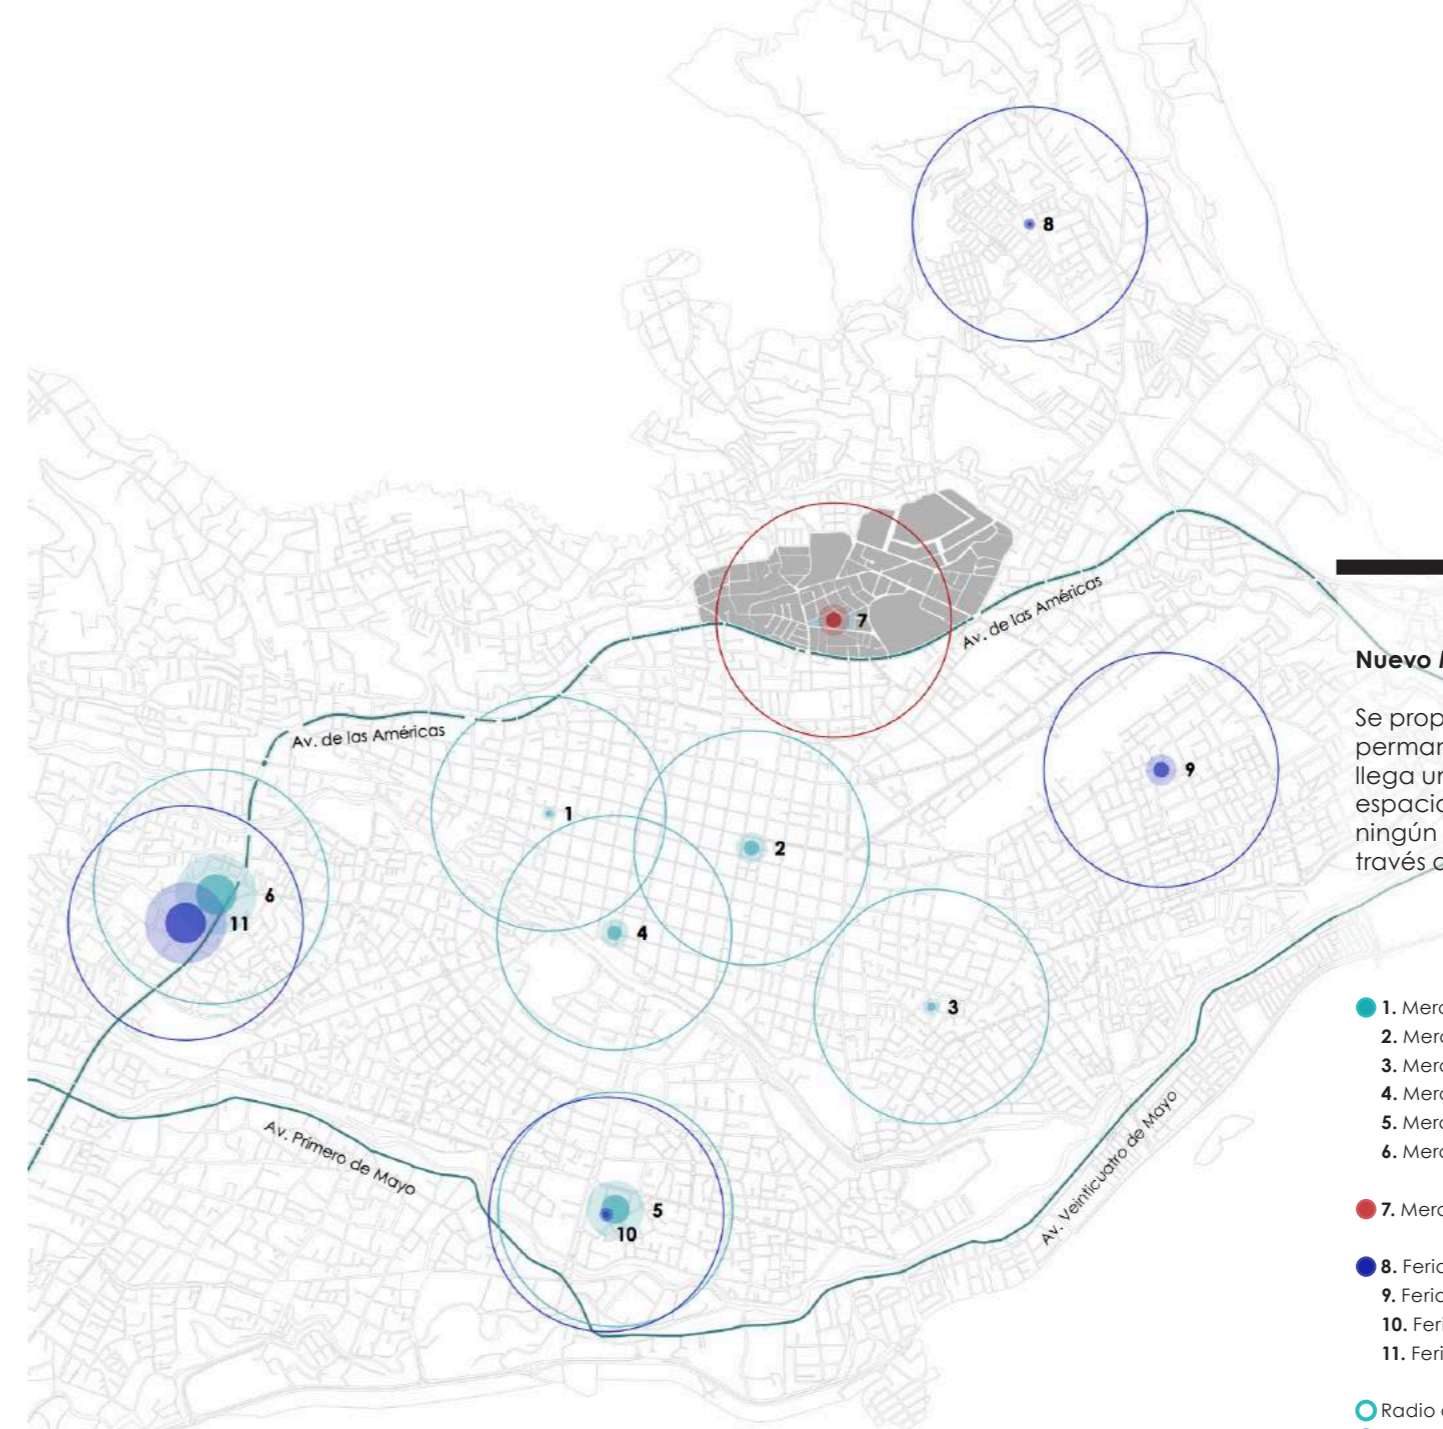 8
7
Av. de las Américas
Av. de las Américas
9
1
2
6
11
4
3
5
10
Av. Primero de Mayo
Av. Veinticuatro de Mayo
Nuevo
Se prop
permar
llega ur
espacio
ningún
través
1. Merc
2. Merc
3. Merc
4. Merc
5. Merc
6. Merc
7. Merc
8. Feria
9. Feria
10. Feri
11. Feri
Radio